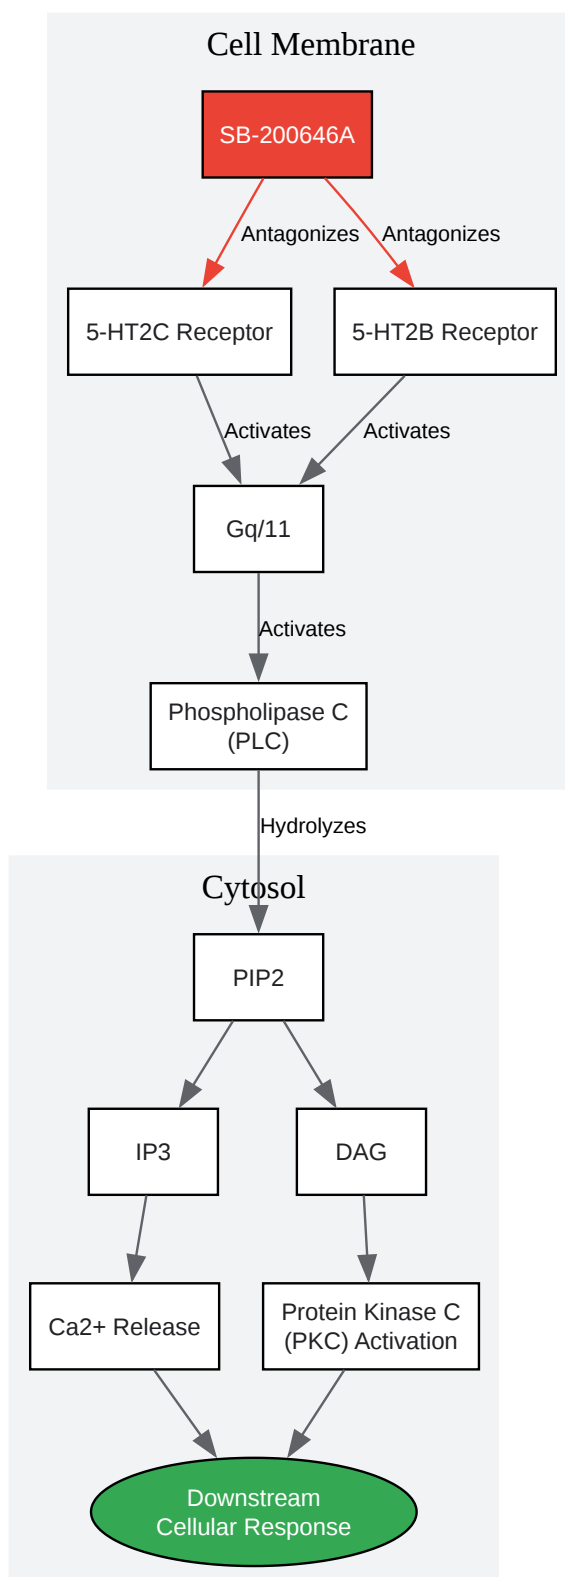 Cell Membrane
SB-200646A
Antagonizes
Antagonizes
5-HT2C Receptor
5-HT2B Receptor
Activates
Activates
Gq/11
Activates
Phospholipase C
(PLC)
Hydrolyzes
Cytosol
PIP2
IP3
DAG
Ca2+ Release
Protein Kinase C
(PKC) Activation
Downstream
Cellular Response